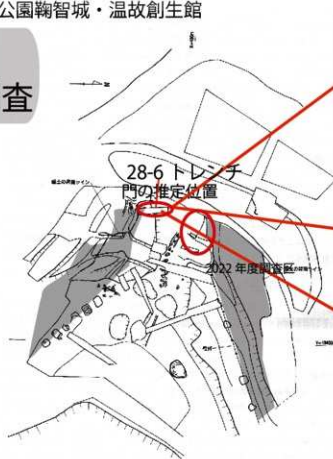 公園鞠智城・温故創生館
査
28-6 トレンチ
門の推定位置
2022 年度調査区